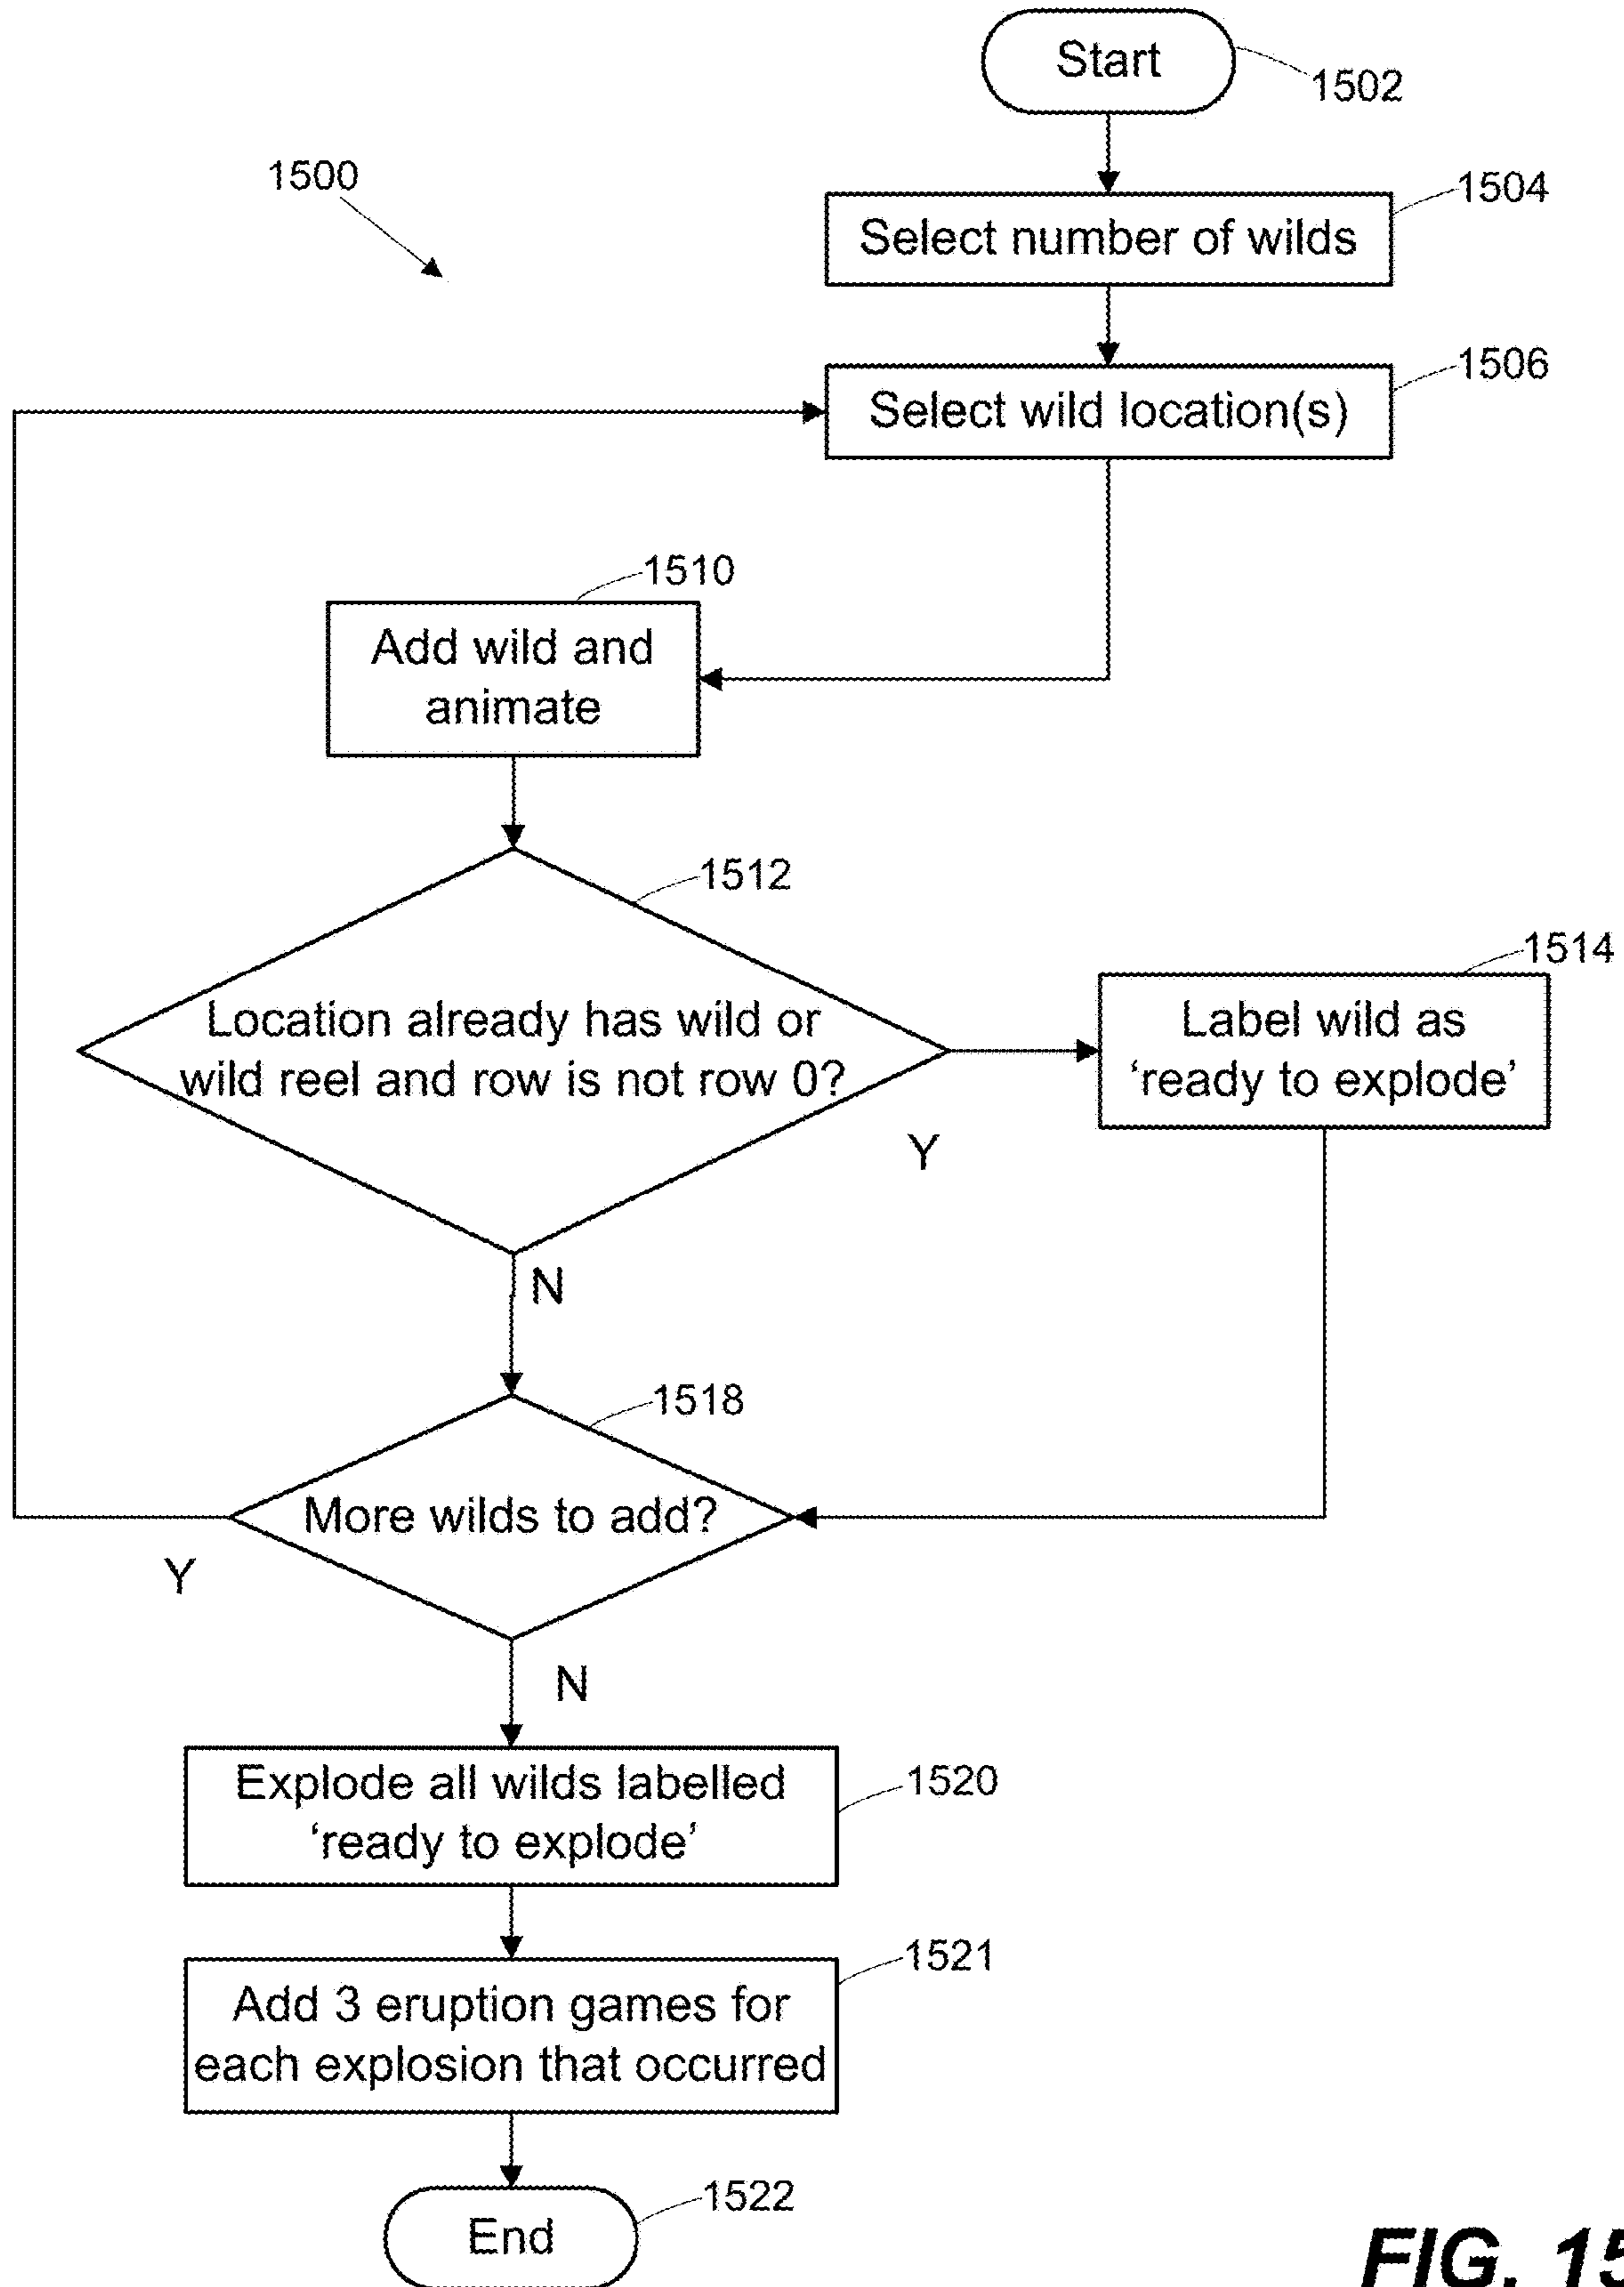 Start
1502
1500
1504
Select number of wilds
1506
Select wild location(s)
1510
Add wild and
animate
1512
Location already has wild or
wild reel and row is not row 0?
1514
Label wild as
‘ready to explode’
Y
N
1518
More wilds to add?
Y
N
Explode all wilds labelled
‘ready to explode’
1520
1521
Add 3 eruption games for
each explosion that occurred
1522
End
FIG. 15